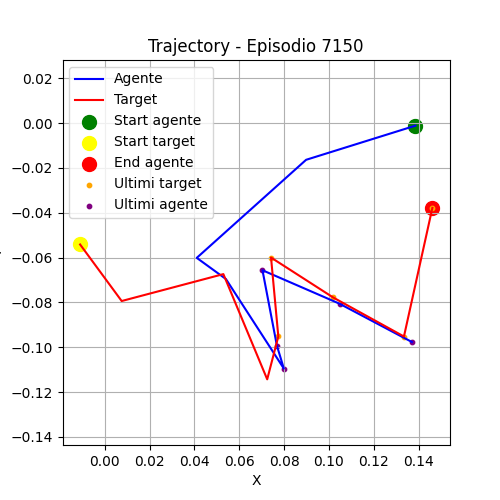 Trajectory - Episodio 7150
Agente
Target
Start agente
Start target
End agente
Ultimi target
Ultimi agente
0.02
0.00
−0.02
−0.04
−0.06
−0.08
−0.10
−0.12
−0.14
0.00 0.02 0.04 0.06 0.08 0.10 0.12 0.14
X